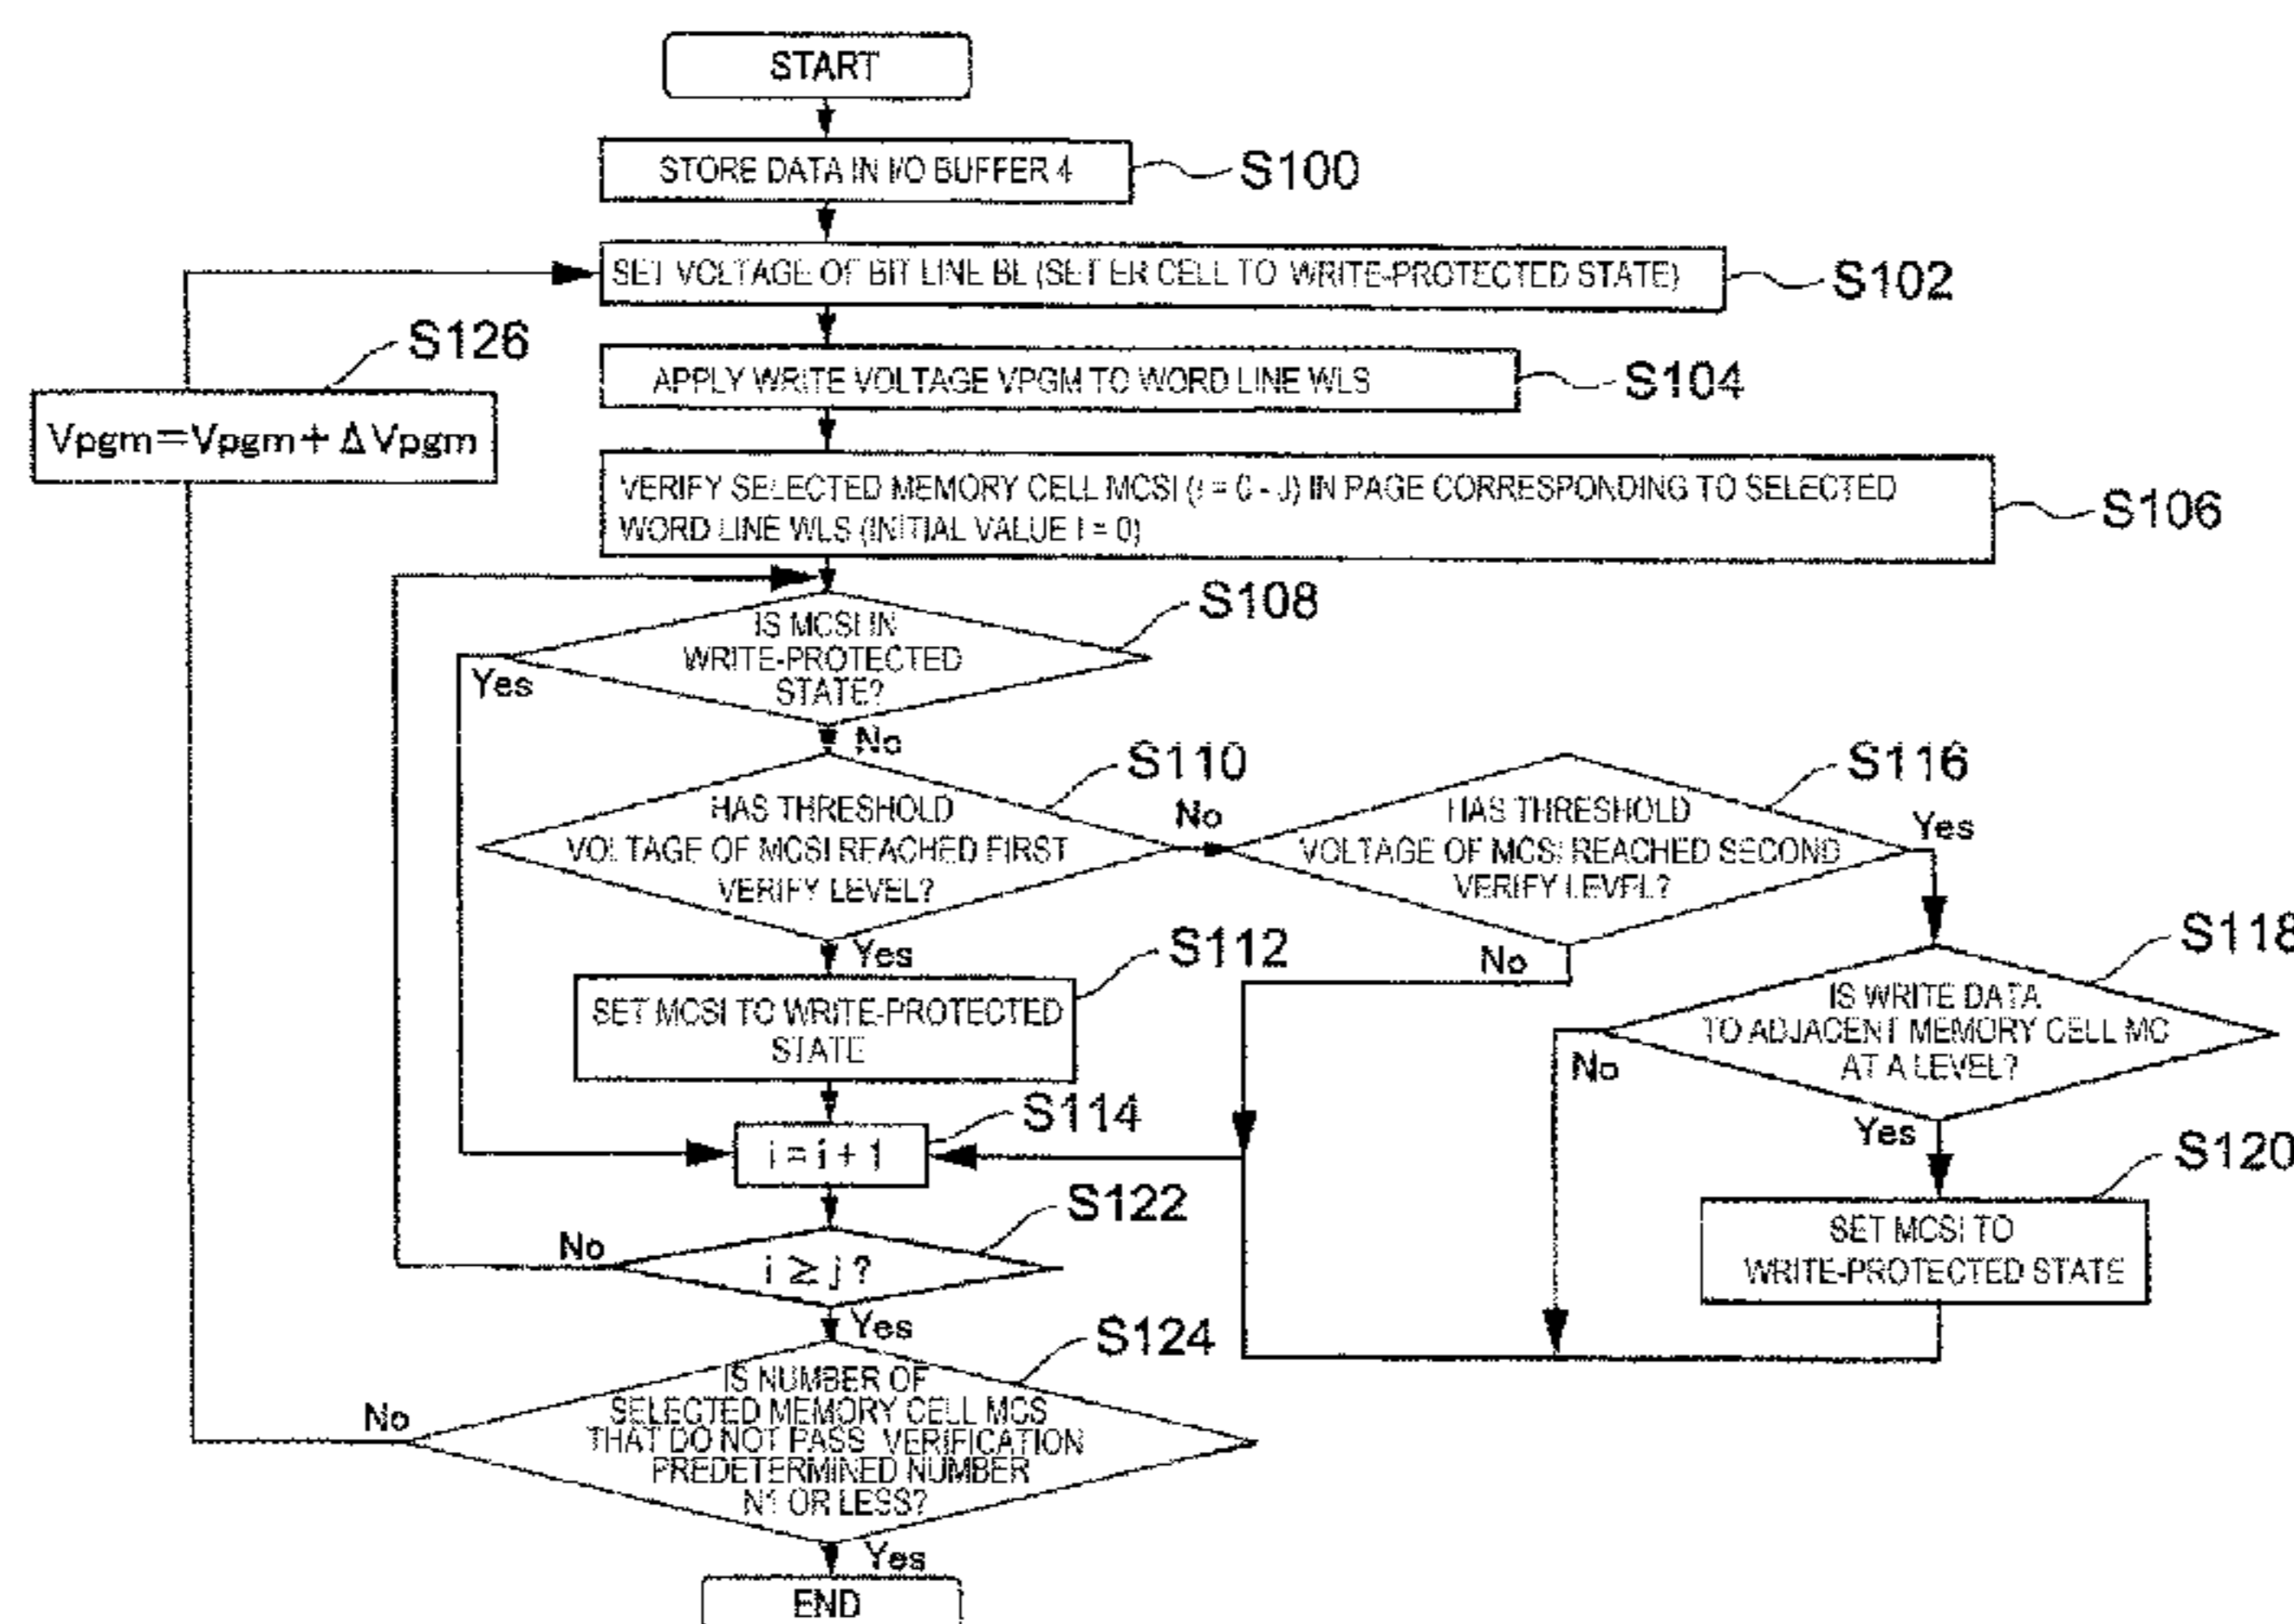 START
STORE DATA IN I/O BUFFER 4
S100
SET VOLTAGE OF BIT LINE BL (SET ER CELL TO WRITE-PROTECTED STATE)
S102
S126
Vpgm=Vpgm+ΔVpgm
APPLY WRITE VOLTAGE VPGM TO WORD LINE WLS
S104
VERIFY SELECTED MEMORY CELL MCSI (I = 0 - J) IN PAGE CORRESPONDING TO SELECTED
WORD LINE WLS (INITIAL VALUE I = 0)
S106
S108
IS MCSI IN
WRITE-PROTECTED
STATE?
Yes
No
S110
HAS THRESHOLD
VOLTAGE OF MCSI REACHED FIRST
VERIFY LEVEL?
No
Yes
S116
HAS THRESHOLD
VOLTAGE OF MCSI REACHED SECOND
VERIFY LEVEL?
Yes
No
S112
SET MCSI TO WRITE-PROTECTED
STATE
S118
IS WRITE DATA
TO ADJACENT MEMORY CELL MC
AT A LEVEL?
No
Yes
S114
i = i + 1
S120
SET MCSI TO
WRITE-PROTECTED STATE
S122
i ≥ j ?
No
Yes
S124
IS NUMBER OF
SELECTED MEMORY CELL MCS
THAT DO NOT PASS VERIFICATION
PREDETERMINED NUMBER
N1 OR LESS?
No
Yes
END